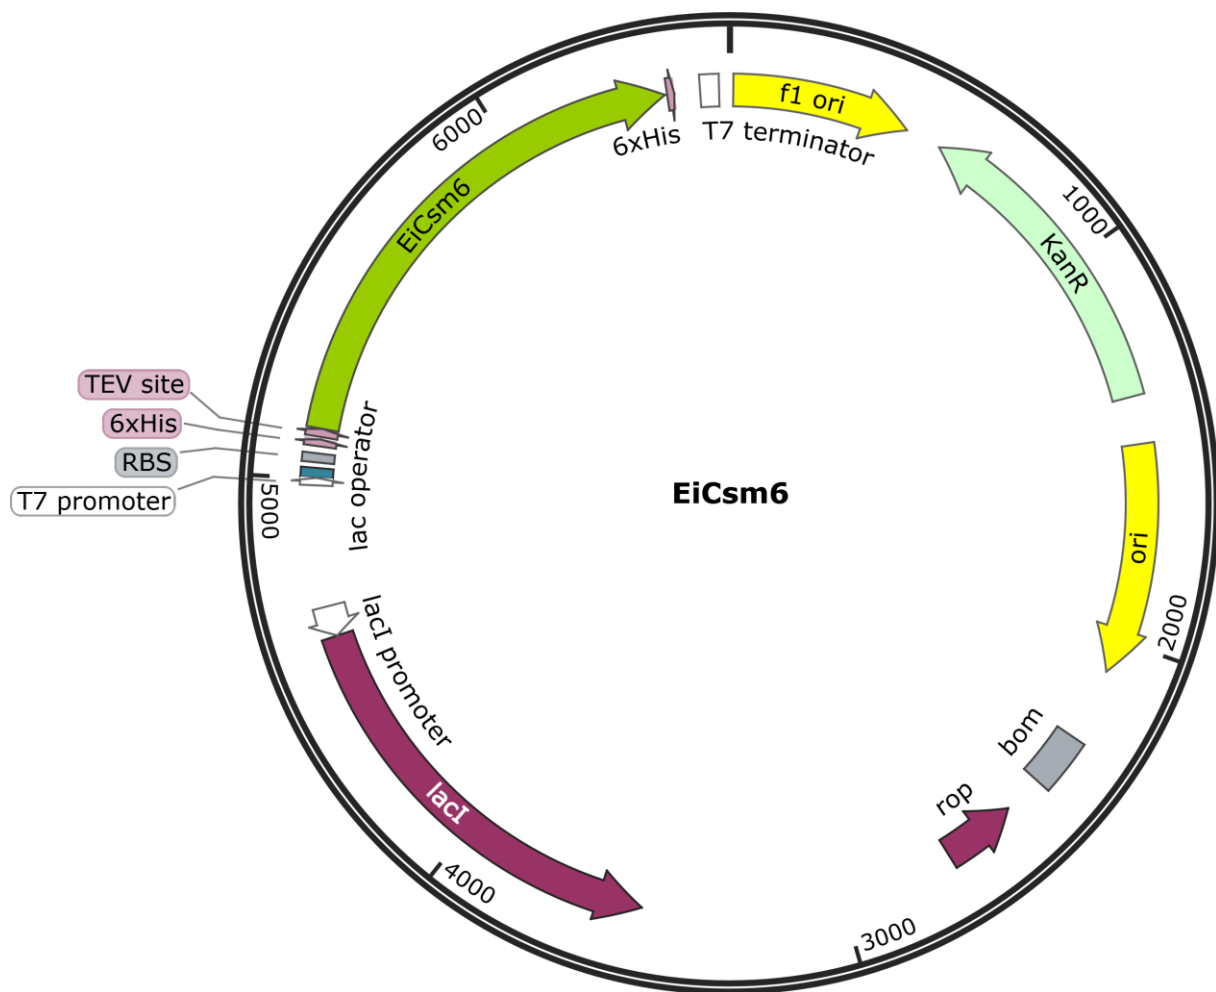 f1 ori
6xHis
T7 terminator
6000
1000
EiCsm6
KanR
TEV site
6xHis
RBS
T7 promoter
5000
lac operator
EiCsm6
ori
2000
lacI promoter
bom
rop
lacI
4000
3000